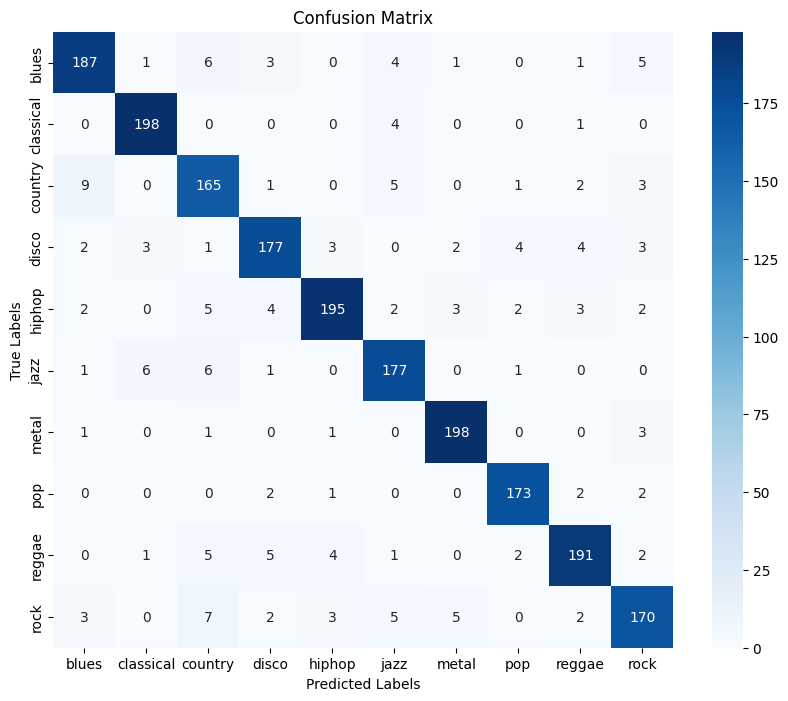 Confusion Matrix
blues 187 1 6 3 0 4 1 0 1 5
classical 0 198 0 0 0 4 0 0 1 0
country 9 0 165 1 0 5 0 1 2 3
disco 2 3 1 177 3 0 2 4 4 3
hiphop 2 0 5 4 195 2 3 2 3 2
jazz 1 6 6 1 0 177 0 1 0 0
metal 1 0 1 0 1 0 198 0 0 3
pop 0 0 0 2 1 0 0 173 2 2
reggae 0 1 5 5 4 1 0 2 191 2
rock 3 0 7 2 3 5 5 0 2 170
blues classical country disco hiphop jazz metal pop reggae rock
Predicted Labels
True Labels
175
150
125
100
75
50
25
0